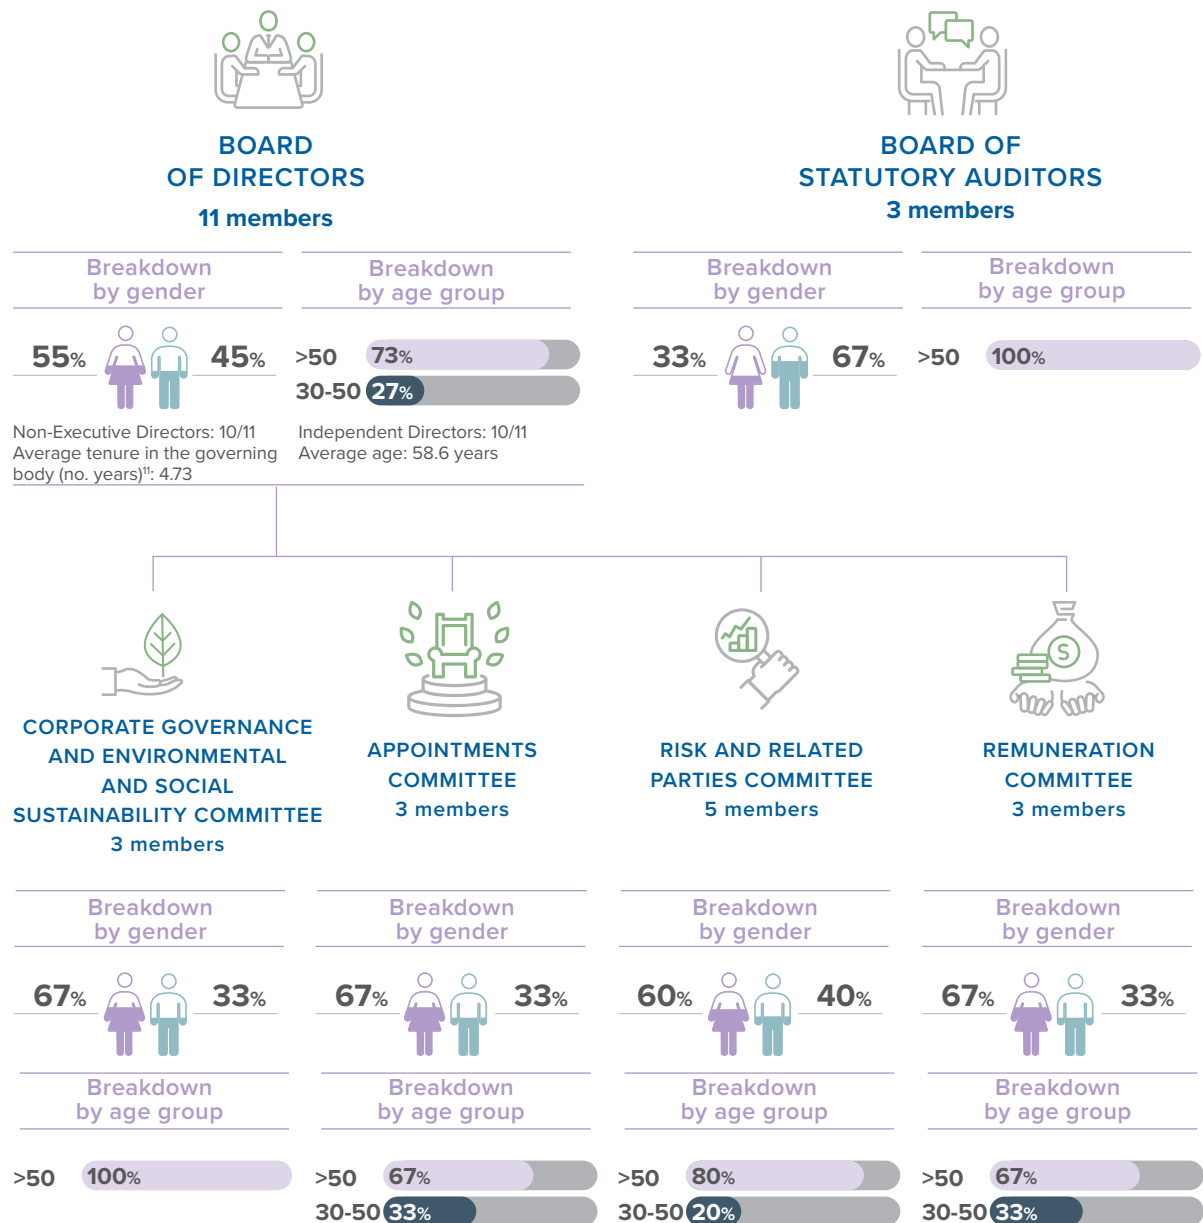 BOARD
OF DIRECTORS
11 members
Breakdown
by gender
55%
45%
Breakdown
by age group
>50
73%
30-50
27%
Non-Executive Directors: 10/11
Average tenure in the governing
body (no. years)¹¹: 4.73
Independent Directors: 10/11
Average age: 58.6 years
BOARD OF
STATUTORY AUDITORS
3 members
Breakdown
by gender
33%
67%
Breakdown
by age group
>50
100%
CORPORATE GOVERNANCE
AND ENVIRONMENTAL
AND SOCIAL
SUSTAINABILITY COMMITTEE
3 members
Breakdown
by gender
67%
33%
Breakdown
by age group
>50
100%
APPOINTMENTS
COMMITTEE
3 members
Breakdown
by gender
67%
33%
Breakdown
by age group
>50
67%
30-50
33%
RISK AND RELATED
PARTIES COMMITTEE
5 members
Breakdown
by gender
60%
40%
Breakdown
by age group
>50
80%
30-50
20%
S
REMUNERATION
COMMITTEE
3 members
Breakdown
by gender
67%
33%
Breakdown
by age group
>50
67%
30-50
33%